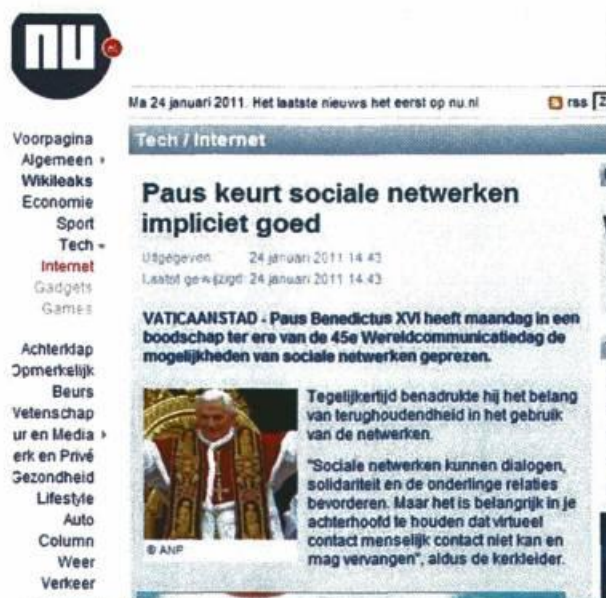 nu
.nl
Ma 24 januari 2011. Het laatste nieuws het eerst op nu.nl
rss
Voorpagina
Algemeen
Wikileaks
Economie
Sport
Tech
Internet
Gadgets
Games
Achterklap
Opmerkelijk
Beurs
Wetenschap
ur en Media
erk en Privé
Gezondheid
Lifestyle
Auto
Column
Weer
Verkeer
Tech / Internet
Paus keurt sociale netwerken
impliciet goed
Uitgegeven: 24 januari 2011 14:43
Laatst gewijzigd: 24 januari 2011 14:43
VATICAANSTAD - Paus Benedictus XVI heeft maandag in een
boodschap ter ere van de 45e Wereldcommunicatiedag de
mogelijkheden van sociale netwerken geprezen.
Tegelijkertijd benadrukte hij het belang
van terughoudendheid in het gebruik
van de netwerken.
"Sociale netwerken kunnen dialogen,
solidariteit en de onderlinge relaties
bevorderen. Maar het is belangrijk in je
achterhoofd te houden dat virtueel
contact menselijk contact niet kan en
mag vervangen", aldus de kerkleider.
© ANP